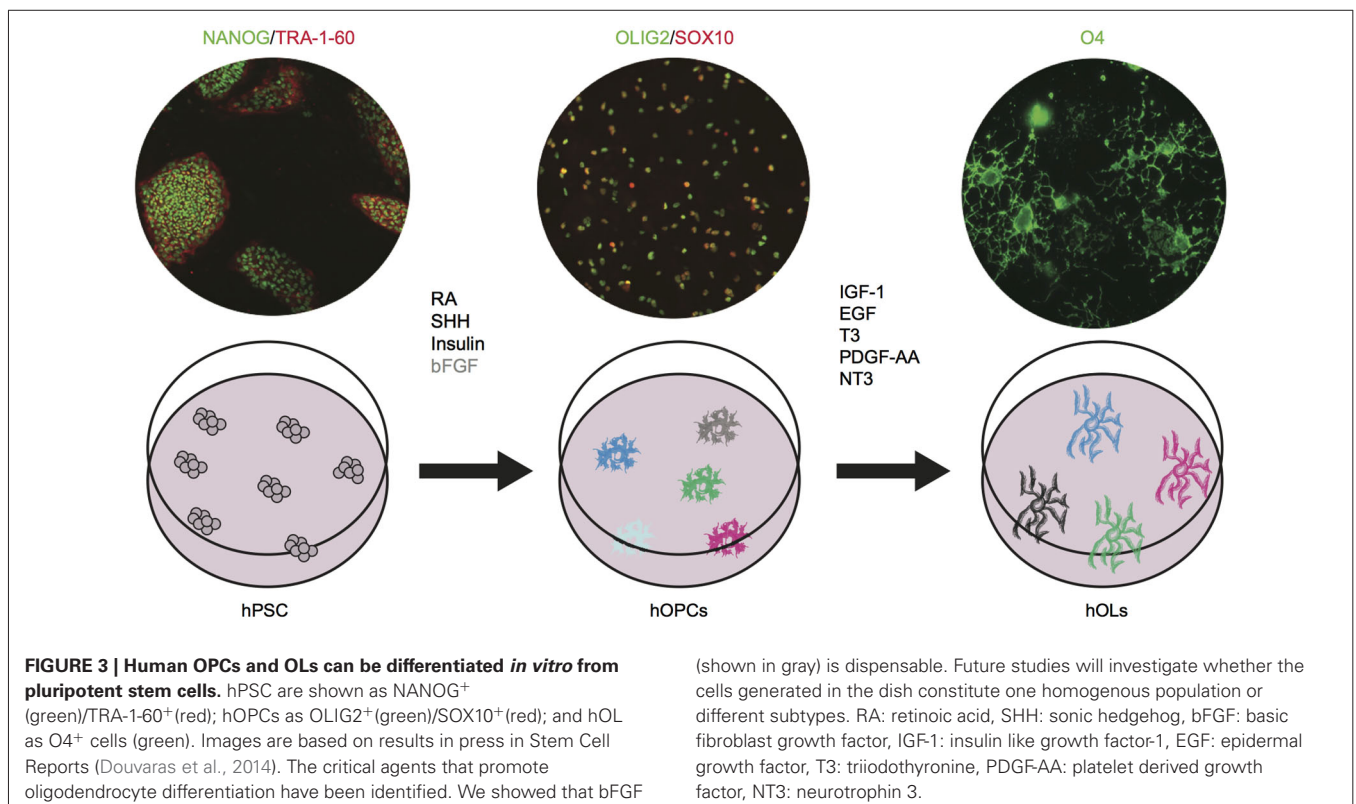 NANOG/TRA-1-60
OLIG2/SOX10
O4
RA
SHH
Insulin
bFGF
IGF-1
EGF
T3
PDGF-AA
NT3
hPSC
hOPCs
hOLs
FIGURE 3 | Human OPCs and OLs can be differentiated in vitro from
pluripotent stem cells. hPSC are shown as NANOG+
(green)/TRA-1-60+(red); hOPCs as OLIG2+(green)/SOX10+(red); and hOL
as O4+ cells (green). Images are based on results in press in Stem Cell
Reports (Douvaras et al., 2014). The critical agents that promote
oligodendrocyte differentiation have been identified. We showed that bFGF
(shown in gray) is dispensable. Future studies will investigate whether the
cells generated in the dish constitute one homogenous population or
different subtypes. RA: retinoic acid, SHH: sonic hedgehog, bFGF: basic
fibroblast growth factor, IGF-1: insulin like growth factor-1, EGF: epidermal
growth factor, T3: triiodothyronine, PDGF-AA: platelet derived growth
factor, NT3: neurotrophin 3.